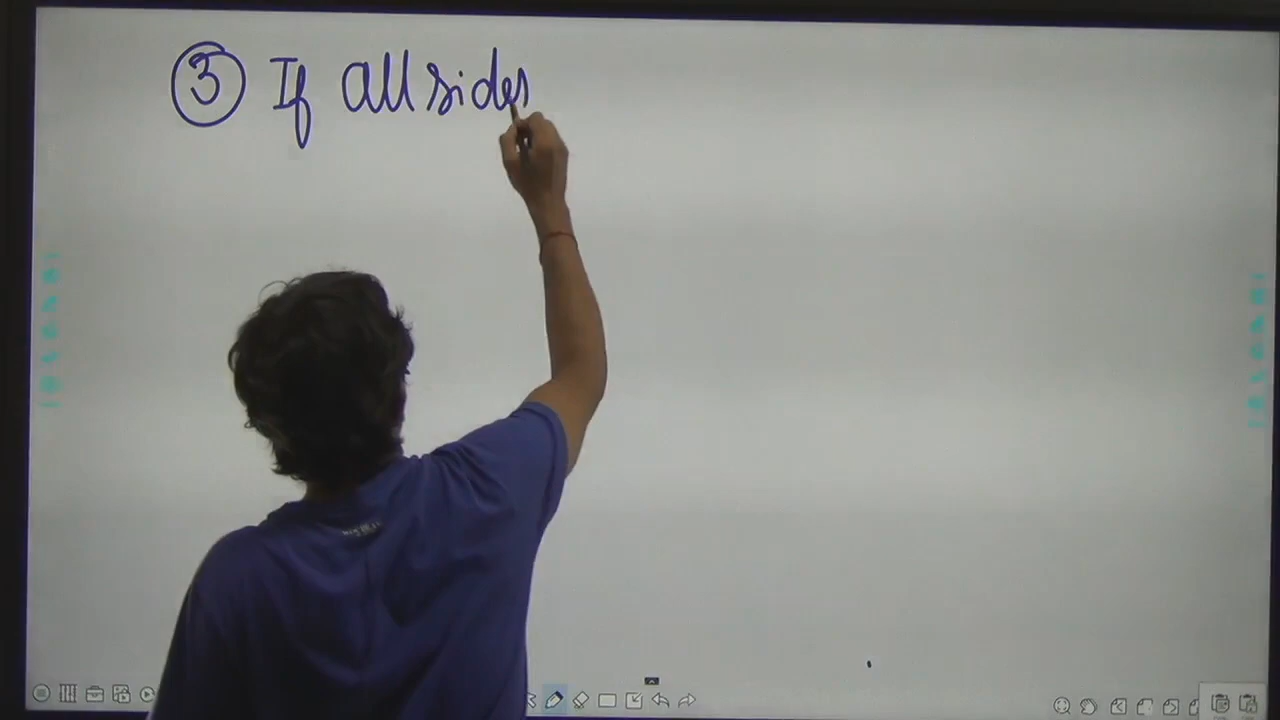 ③ If all sides